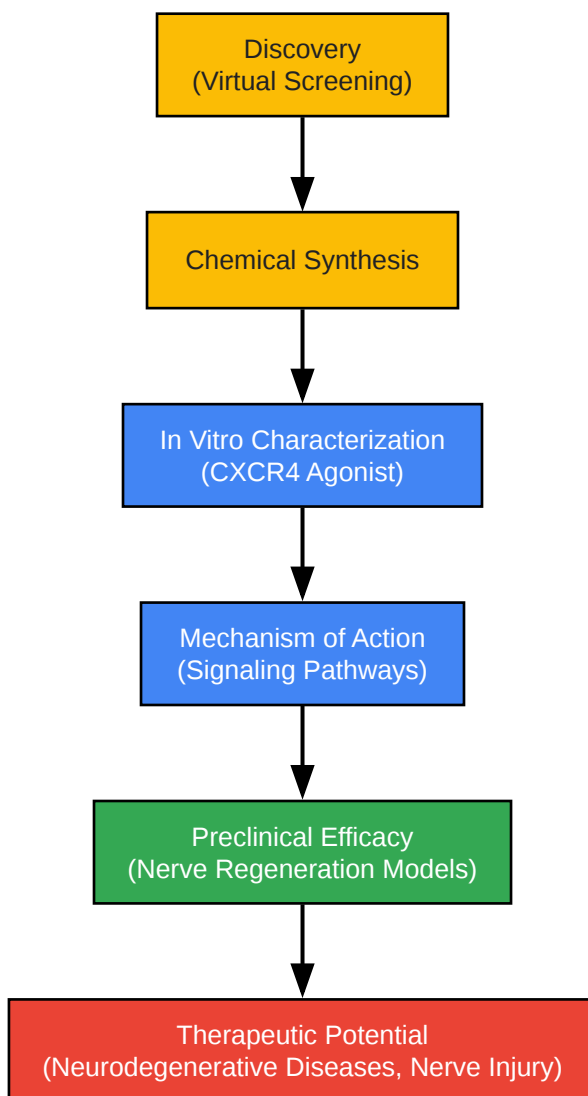 Discovery
(Virtual Screening)
Chemical Synthesis
In Vitro Characterization
(CXCR4 Agonist)
Mechanism of Action
(Signaling Pathways)
Preclinical Efficacy
(Nerve Regeneration Models)
Therapeutic Potential
(Neurodegenerative Diseases, Nerve Injury)